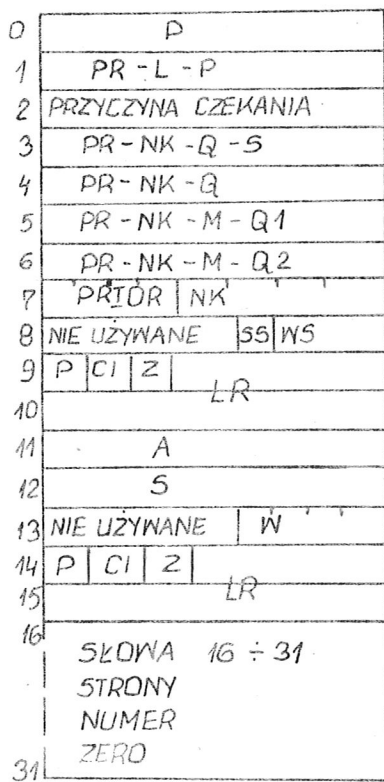 0 P
1 PR-L-P
2 PRZYCZYNA CZEKANIA
3 PR-NK-Q-S
4 PR-NK-Q
5 PR-NK-M-Q1
6 PR-NK-M-Q2
7 PRIOR NK
8 NIE UŻYWANE SS WS
9 P CI Z
LR
10
11 A
12 S
13 NIE UŻYWANE W
14 P CI Z
LR
15
16
SŁOWA 16 ÷ 31
STRONY
NUMER
ZERO
31